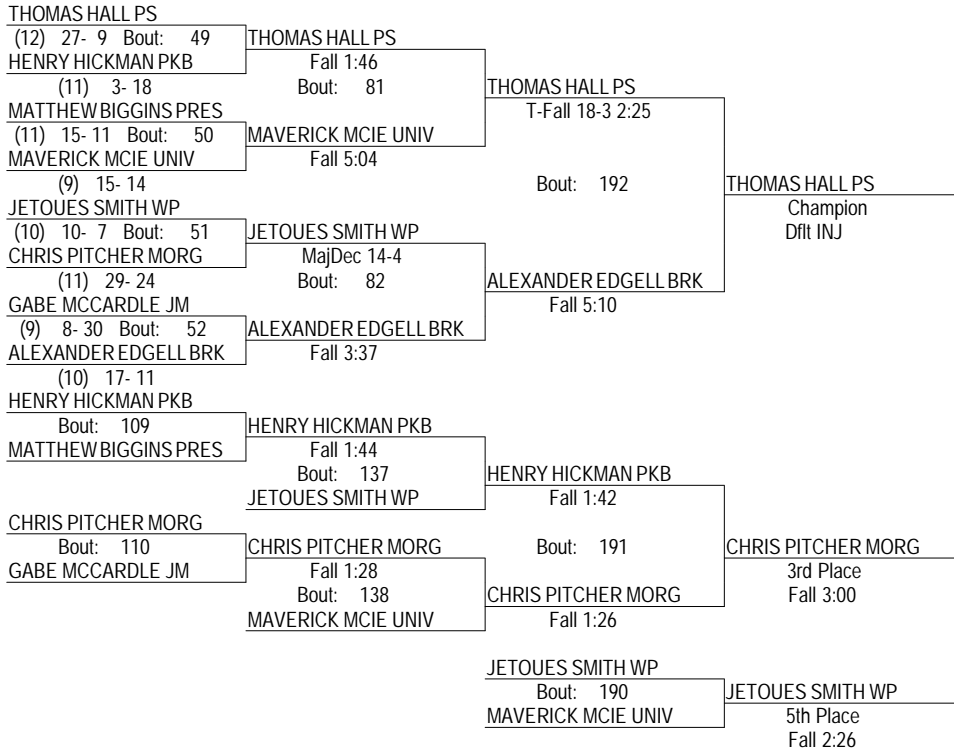 THOMAS HALL PS
(12) 27- 9 Bout: 49
HENRY HICKMAN PKB
(11) 3- 18
MATTHEW BIGGINS PRES
(11) 15- 11 Bout: 50
MAVERICK MCIE UNIV
(9) 15- 14
JETOUES SMITH WP
(10) 10- 7 Bout: 51
CHRIS PITCHER MORG
(11) 29- 24
GABE MCCARDLE JM
(9) 8- 30 Bout: 52
ALEXANDER EDGELL BRK
(10) 17- 11
THOMAS HALL PS
Fall 1:46
Bout: 81
MAVERICK MCIE UNIV
Fall 5:04
JETOUES SMITH WP
MajDec 14-4
Bout: 82
ALEXANDER EDGELL BRK
Fall 3:37
THOMAS HALL PS
T-Fall 18-3 2:25
Bout: 192
ALEXANDER EDGELL BRK
Fall 5:10
THOMAS HALL PS
Champion
Dflt INJ
HENRY HICKMAN PKB
Bout: 109
MATTHEW BIGGINS PRES
CHRIS PITCHER MORG
Bout: 110
GABE MCCARDLE JM
HENRY HICKMAN PKB
Fall 1:44
Bout: 137
JETOUES SMITH WP
CHRIS PITCHER MORG
Fall 1:28
Bout: 138
MAVERICK MCIE UNIV
HENRY HICKMAN PKB
Fall 1:42
Bout: 191
CHRIS PITCHER MORG
Fall 1:26
CHRIS PITCHER MORG
3rd Place
Fall 3:00
JETOUES SMITH WP
Bout: 190
MAVERICK MCIE UNIV
JETOUES SMITH WP
5th Place
Fall 2:26